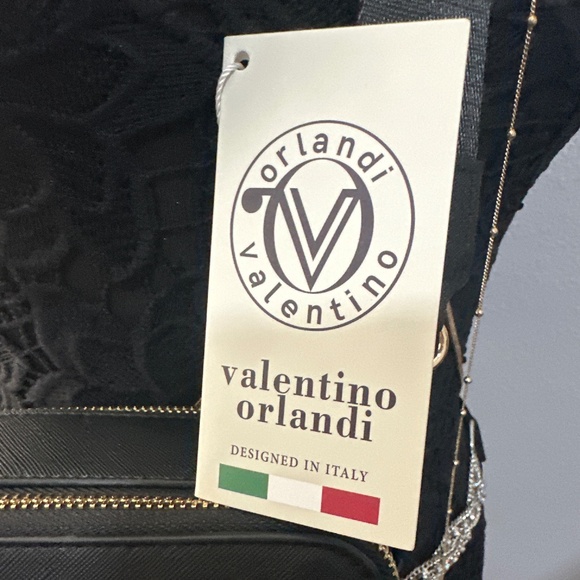 orlandi
valentino
valentino
orlandi
DESIGNED IN ITALY